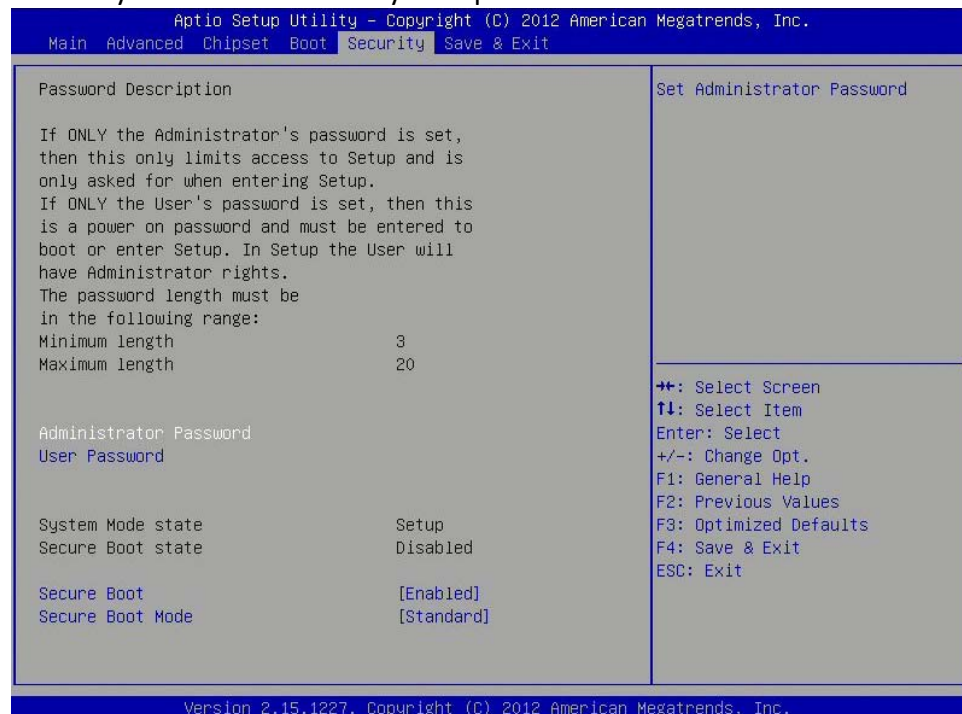 Aptio Setup Utility – Copyright (C) 2012 American Megatrends, Inc.
Main Advanced Chipset Boot Security Save & Exit
Password Description
If ONLY the Administrator's password is set,
then this only limits access to Setup and is
only asked for when entering Setup.
If ONLY the User's password is set, then this
is a power on password and must be entered to
boot or enter Setup. In Setup the User will
have Administrator rights.
The password length must be
in the following range:
Minimum length 3
Maximum length 20
Administrator Password
User Password
System Mode state Setup
Secure Boot state Disabled
Secure Boot [Enabled]
Secure Boot Mode [Standard]
Set Administrator Password
→←: Select Screen
↑↓: Select Item
Enter: Select
+/-: Change Opt.
F1: General Help
F2: Previous Values
F3: Optimized Defaults
F4: Save & Exit
ESC: Exit
Version 2.15.1227. Copyright (C) 2012 American Megatrends, Inc.